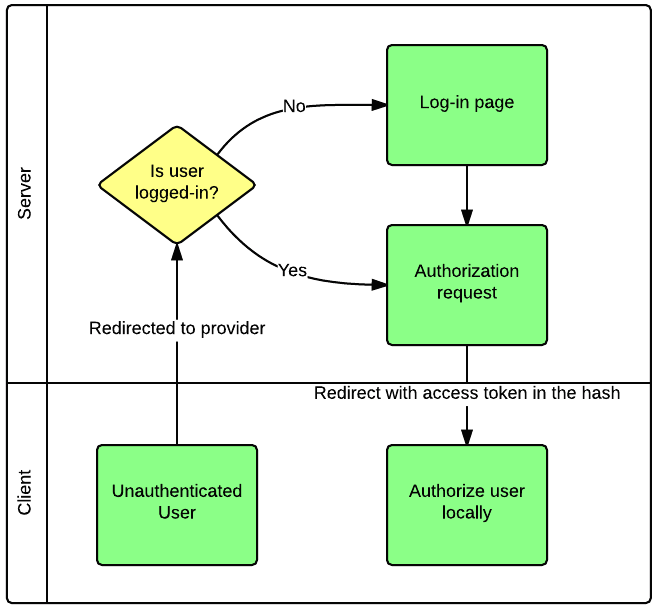 Server
No
Log-in page
Is user
logged-in?
Yes
Authorization
request
Redirected to provider
Redirect with access token in the hash
Client
Unauthenticated
User
Authorize user
locally